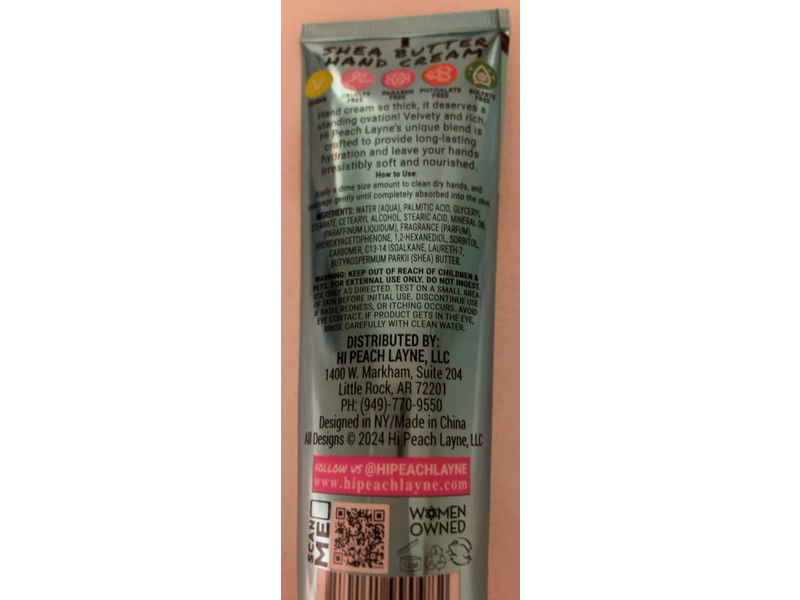 SHEA BUTTER
HAND CREAM
VEGAN
CRUELTY FREE
PARABEN FREE
PHTHALATE FREE
SULFATE FREE
Hand cream so thick, it deserves a
standing ovation! Velvety and rich,
Hi Peach Layne's unique blend is
crafted to provide long-lasting
hydration and leave your hands
irresistibly soft and nourished.
How to Use:
Apply a dime size amount to clean dry hands, and
massage gently until completely absorbed into the skin.
INGREDIENTS: WATER (AQUA), PALMITIC ACID, GLYCERYL
STERRATE, CETEARYL ALCOHOL, STEARIC ACID, MINERAL OIL
(PARAFFINUM LIQUIDUM), FRAGRANCE (PARFUM),
HYDROXYACETOPHENONE, 1,2-HEXANEDIOL, SORBITOL,
CARBOMER, C13-14 ISOALKANE, LAURETH-7,
BUTYROSPERMUM PARKII (SHEA) BUTTER.
WARNING: KEEP OUT OF REACH OF CHILDREN &
PETS. FOR EXTERNAL USE ONLY. DO NOT INGEST.
USE ONLY AS DIRECTED. TEST ON A SMALL AREA
OF SKIN BEFORE INITIAL USE. DISCONTINUE USE
IF RASH, REDNESS, OR ITCHING OCCURS. AVOID
EYE CONTACT. IF PRODUCT GETS IN THE EYE,
RINSE CAREFULLY WITH CLEAN WATER.
DISTRIBUTED BY:
HI PEACH LAYNE, LLC
1400 W. Markham, Suite 204
Little Rock, AR 72201
PH: (949)-770-9550
Designed in NY/Made in China
All Designs © 2024 Hi Peach Layne, LLC
FOLLOW US @HIPEACHLAYNE
www.hipeachlayne.com
SCAN
ME
WOMEN
OWNED
12M